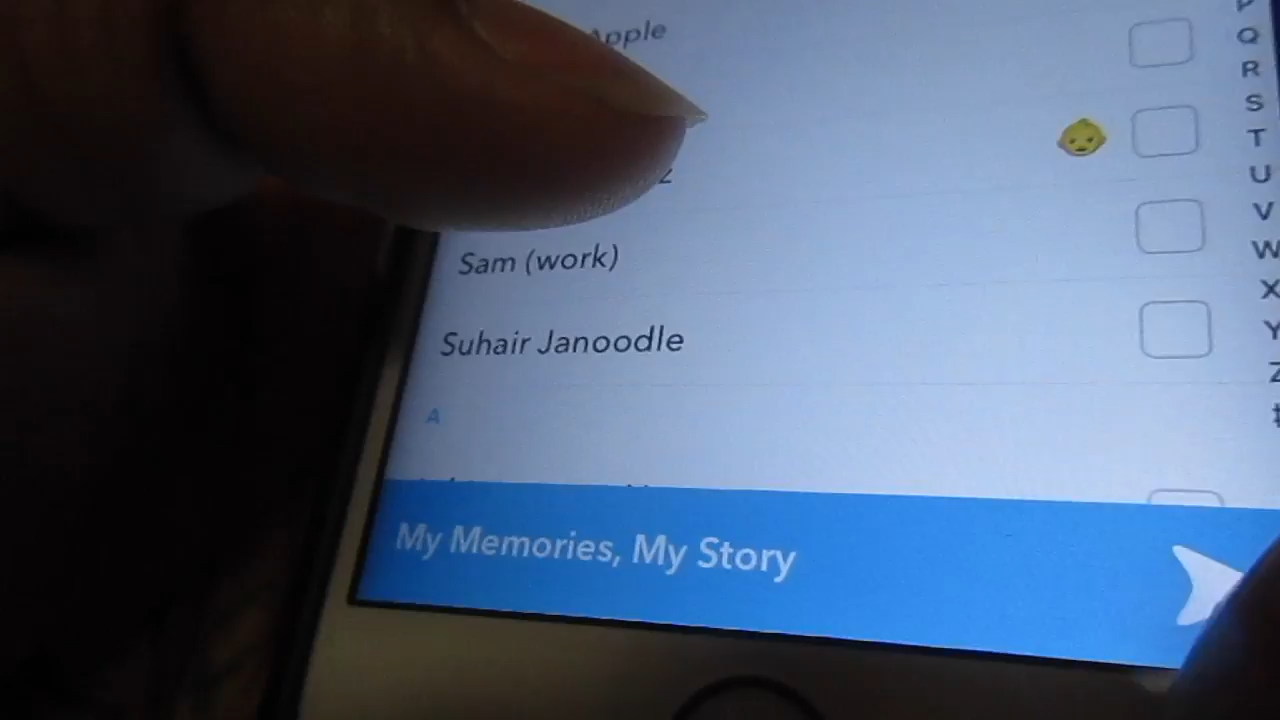 Apple
z
Sam (work)
Suhair Janoodle
A
My Memories, My Story
P
Q
R
S
T
U
V
W
X
Y
Z
#